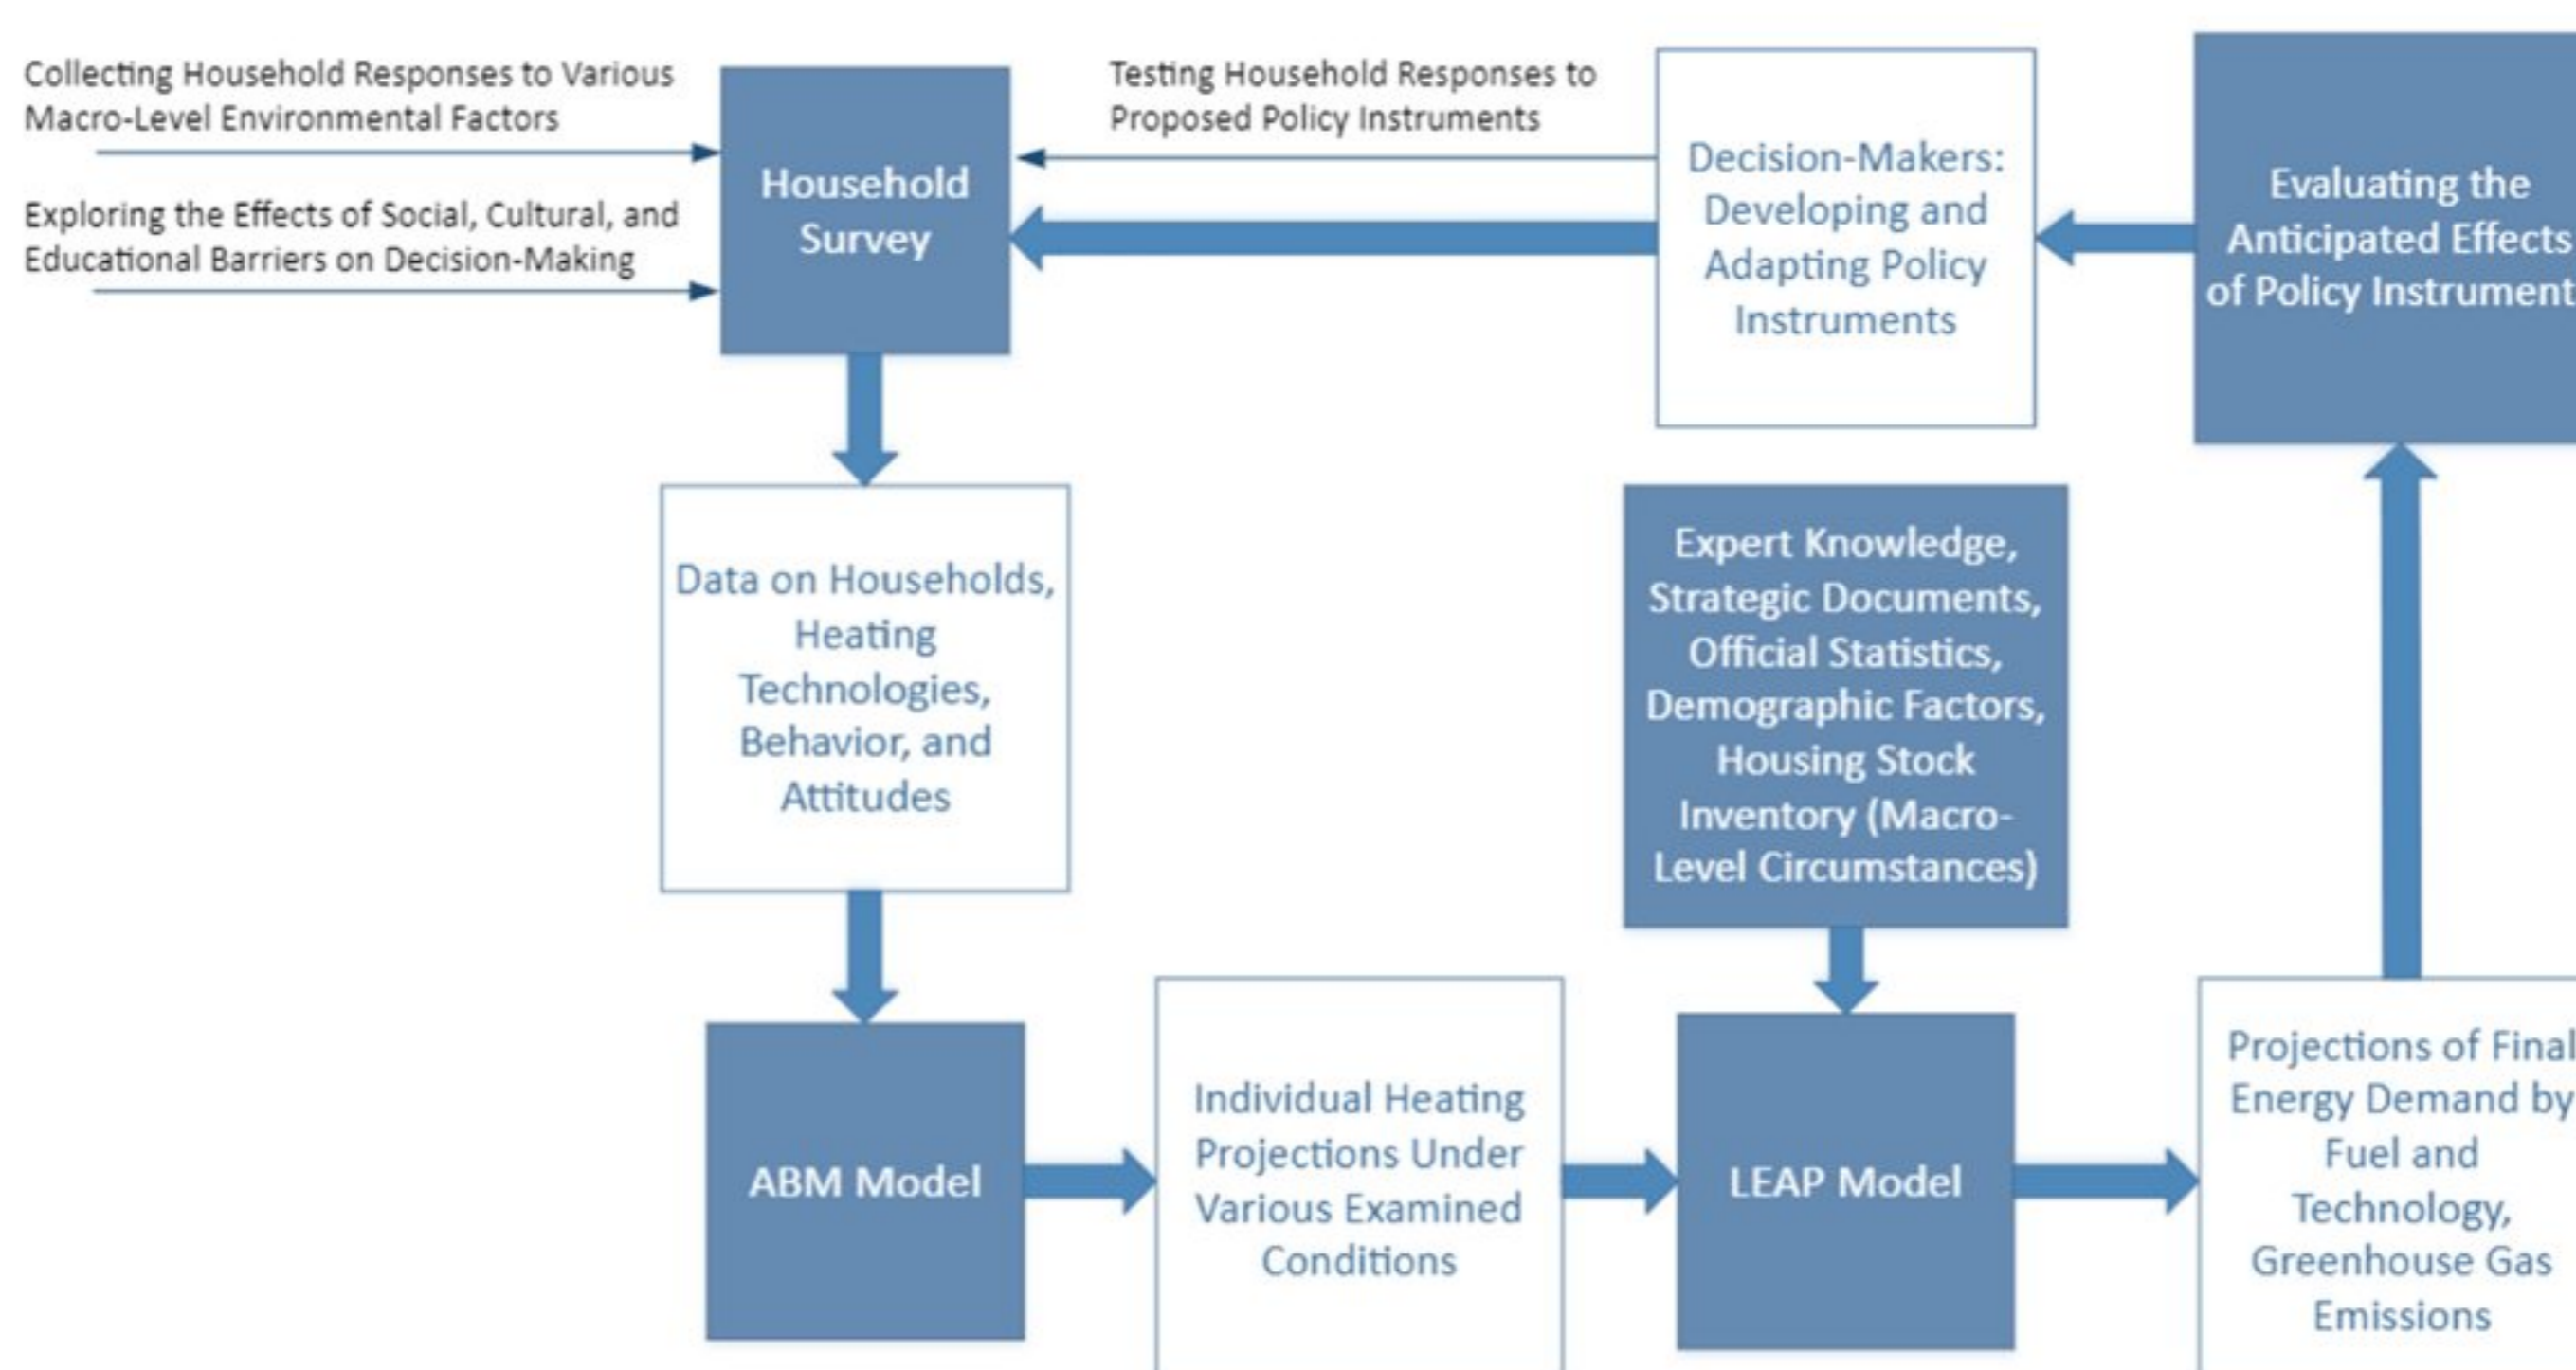 Collecting Household Responses to Various
Macro-Level Environmental Factors
Exploring the Effects of Social, Cultural, and
Educational Barriers on Decision-Making
Household
Survey
Testing Household Responses to
Proposed Policy Instruments
Decision-Makers:
Developing and
Adapting Policy
Instruments
Evaluating the
Anticipated Effects
of Policy Instrument
Data on Households,
Heating
Technologies,
Behavior, and
Attitudes
Expert Knowledge,
Strategic Documents,
Official Statistics,
Demographic Factors,
Housing Stock
Inventory (Macro-
Level Circumstances)
ABM Model
Individual Heating
Projections Under
Various Examined
Conditions
LEAP Model
Projections of Final
Energy Demand by
Fuel and
Technology,
Greenhouse Gas
Emissions